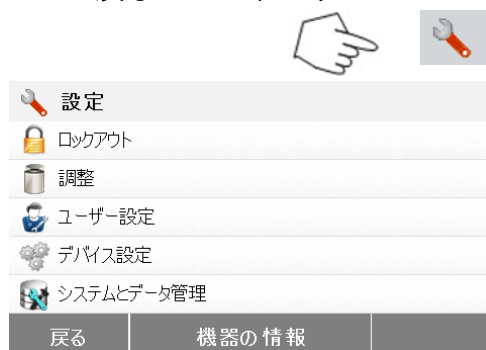 設定
ロックアウト
調整
ユーザー設定
デバイス設定
システムとデータ管理
戻る
機器の情報